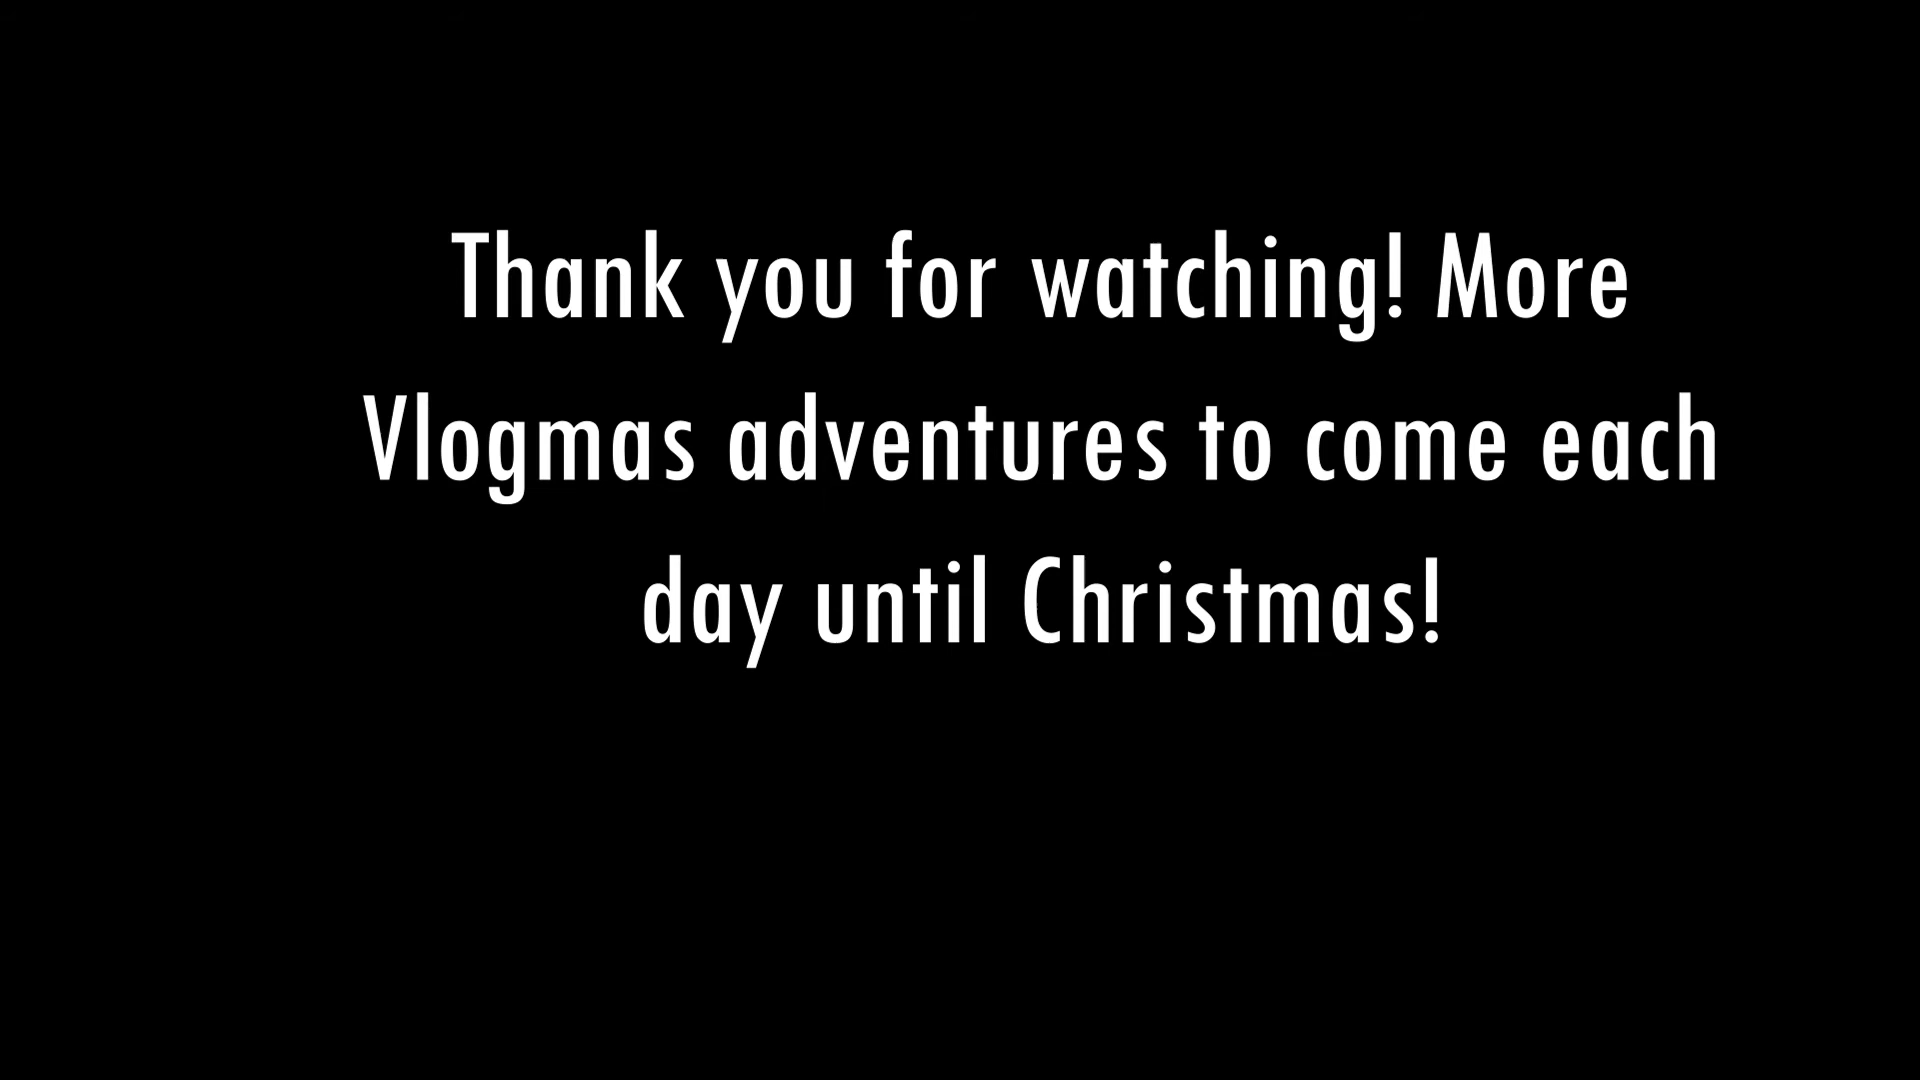 Thank you for watching! More
Vlogmas adventures to come each
day until Christmas!